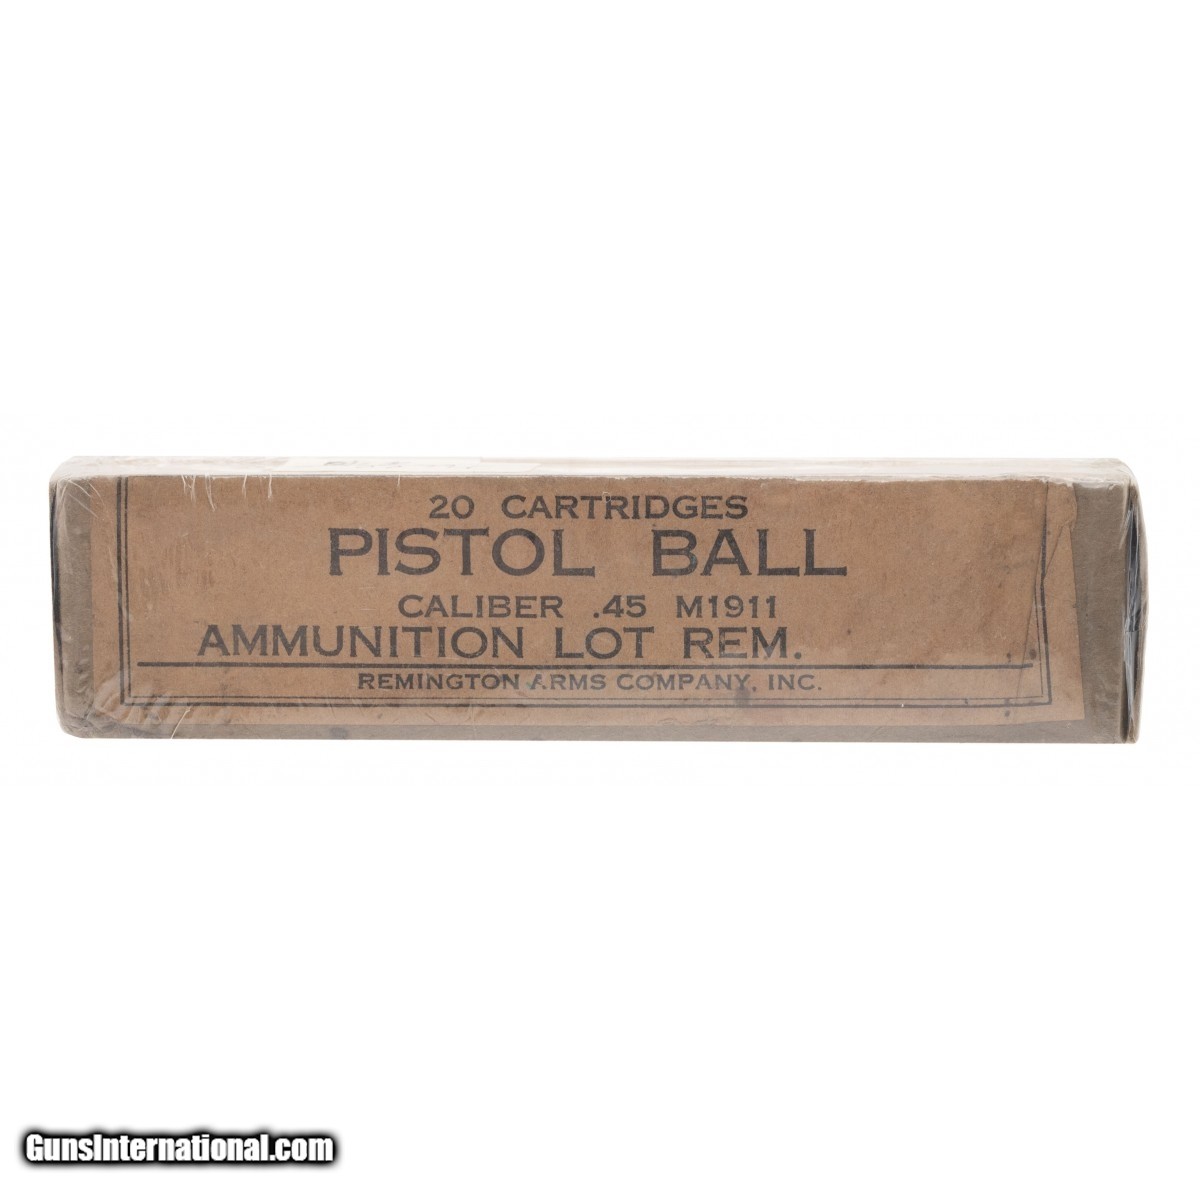 20 CARTRIDGES
PISTOL BALL
CALIBER .45 M1911
AMMUNITION LOT REM.
REMINGTON ARMS COMPANY, INC.
GunsInternational.com